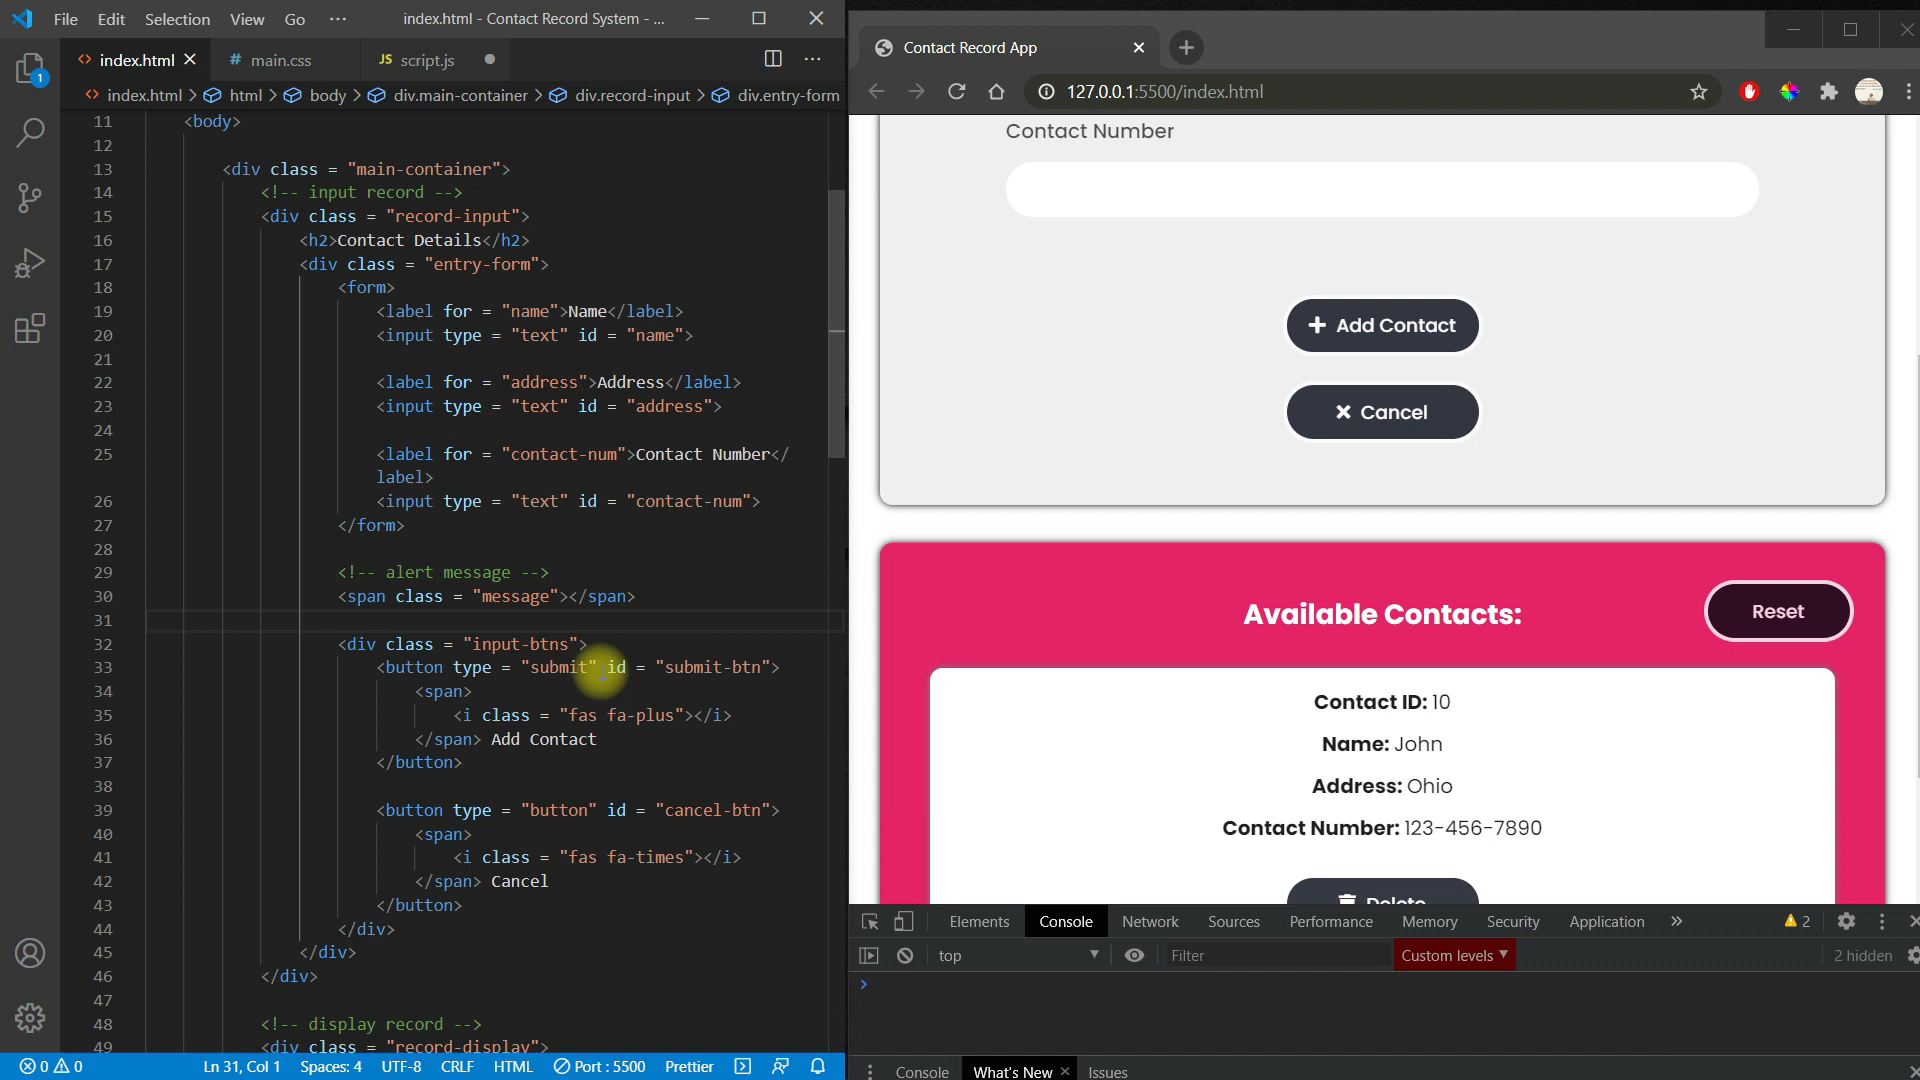 File Edit Selection View Go ··· index.html - Contact Record System - ...
index.html main.css JS script.js
index.html > html > body > div.main-container > div.record-input > div.entry-form
11 <body>
12
13 <div class = "main-container">
14 <!-- input record -->
15 <div class = "record-input">
16 <h2>Contact Details</h2>
17 <div class = "entry-form">
18 <form>
19 <label for = "name">Name</label>
20 <input type = "text" id = "name">
21
22 <label for = "address">Address</label>
23 <input type = "text" id = "address">
24
25 <label for = "contact-num">Contact Number</
label>
26 <input type = "text" id = "contact-num">
27 </form>
28
29 <!-- alert message -->
30 <span class = "message"></span>
31
32 <div class = "input-btns">
33 <button type = "submit" id = "submit-btn">
34 <span>
35 <i class = "fas fa-plus"></i>
36 </span> Add Contact
37 </button>
38
39 <button type = "button" id = "cancel-btn">
40 <span>
41 <i class = "fas fa-times"></i>
42 </span> Cancel
43 </button>
44 </div>
45 </div>
46 </div>
47
48 <!-- display record -->
49 <div class = "record-display">
1
0 0 Ln 31, Col 1 Spaces: 4 UTF-8 CRLF HTML Port : 5500 Prettier
Contact Record App
127.0.0.1:5500/index.html
Contact Number
Add Contact
Cancel
Available Contacts:
Reset
Contact ID: 10
Name: John
Address: Ohio
Contact Number: 123-456-7890
Delete
Elements Console Network Sources Performance Memory Security Application » 2
top Filter Custom levels 2 hidden
Console What's New Issues